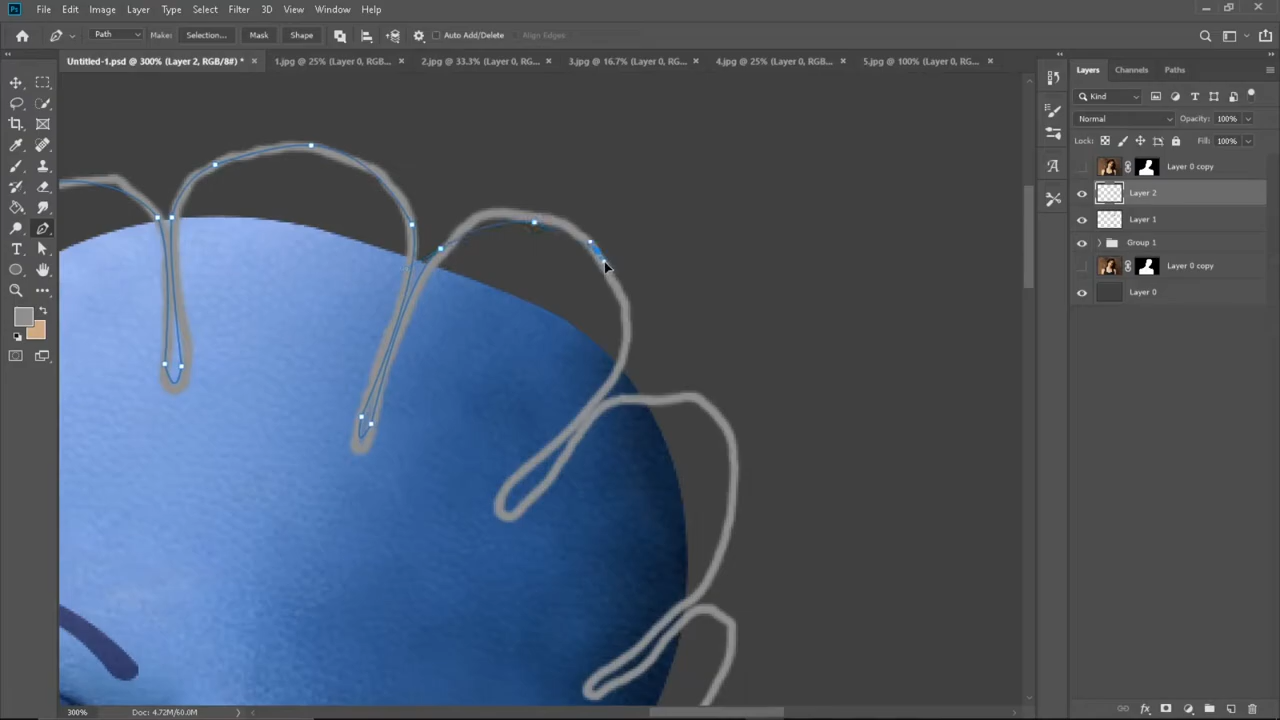 Ps File Edit Image Layer Type Select Filter 3D View Window Help
Path Make: Selection... Mask Shape Auto Add/Delete Align Edges
Untitled-1.psd @ 300% (Layer 2, RGB/8#) * 1.jpg @ 25% (Layer 0, RGB... 2.jpg @ 33.3% (Layer 0, RG... 3.jpg @ 16.7% (Layer 0, RG... 4.jpg @ 25% (Layer 0, RGB... 5.jpg @ 100% (Layer 0, RG...
Layers Channels Paths
Kind
Normal Opacity: 100%
Lock: Fill: 100%
Layer 0 copy
Layer 2
Layer 1
Group 1
Layer 0 copy
Layer 0
300% Doc: 4.72M/60.0M